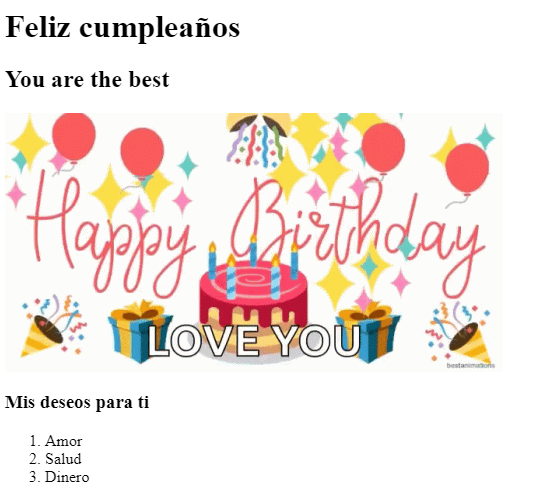 Feliz cumpleaños
You are the best
Happy Birthday
LOVE YOU
bestanimations
Mis deseos para ti
1. Amor
2. Salud
3. Dinero